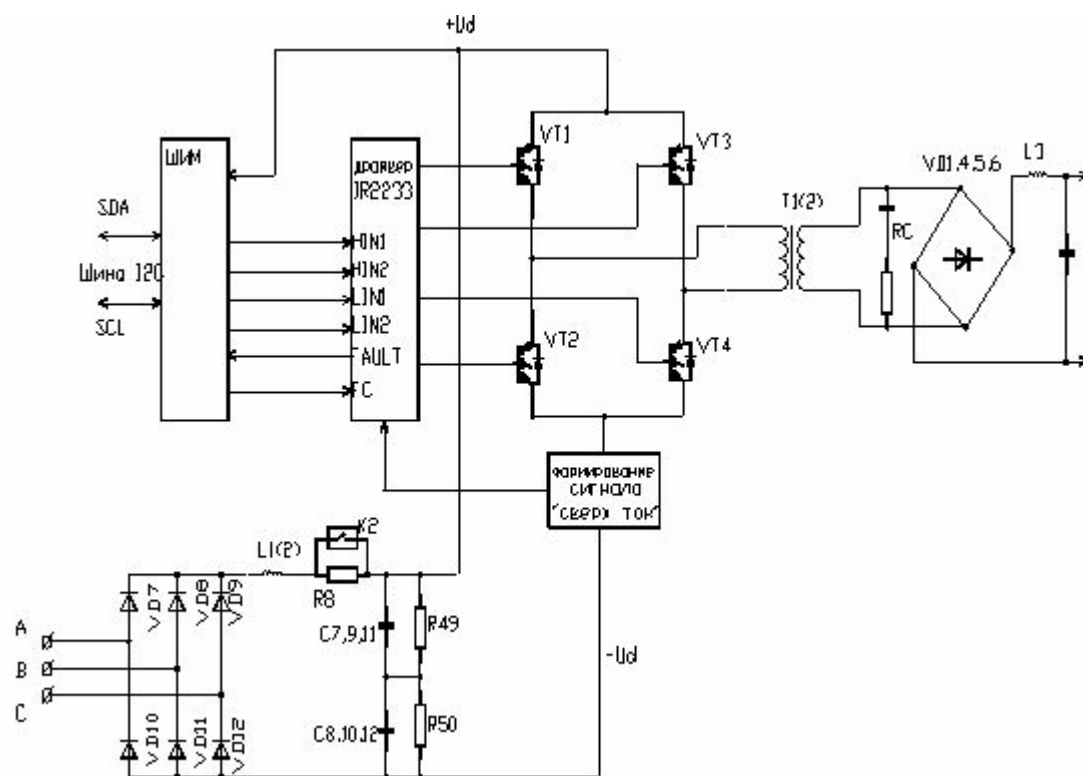 +Ud
ШИМ
драйвер
IR2233
VT1
VT3
VD1,4,5,6
L3
T1(2)
SDA
RC
HIN1
Шина I2C
HIN2
LIN1
SCL
LIN2
VT2
VT4
FAULT
FC
формирование
сигнала
"сверх ток"
K2
L1(2)
R8
VD7
VD8
VD9
A
C7,9,11
R49
B
-Ud
C
C8,10,12
R50
VD10
VD11
VD12